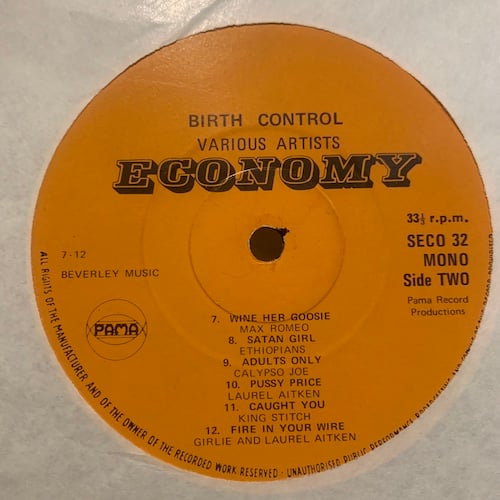 BIRTH CONTROL
VARIOUS ARTISTS
ECONOMY
33⅓ r.p.m.
SECO 32
MONO
Side TWO
Pama Record
Productions
7-12
BEVERLEY MUSIC
PAMA
7. WINE HER GOOSIE
MAX ROMEO
8. SATAN GIRL
ETHIOPIANS
9. ADULTS ONLY
CALYPSO JOE
10. PUSSY PRICE
LAUREL AITKEN
11. CAUGHT YOU
KING STITCH
12. FIRE IN YOUR WIRE
GIRLIE AND LAUREL AITKEN
ALL RIGHTS OF THE MANUFACTURER AND OF THE OWNER OF THE RECORDED WORK RESERVED · UNAUTHORISED PUBLIC PERFORMANCE